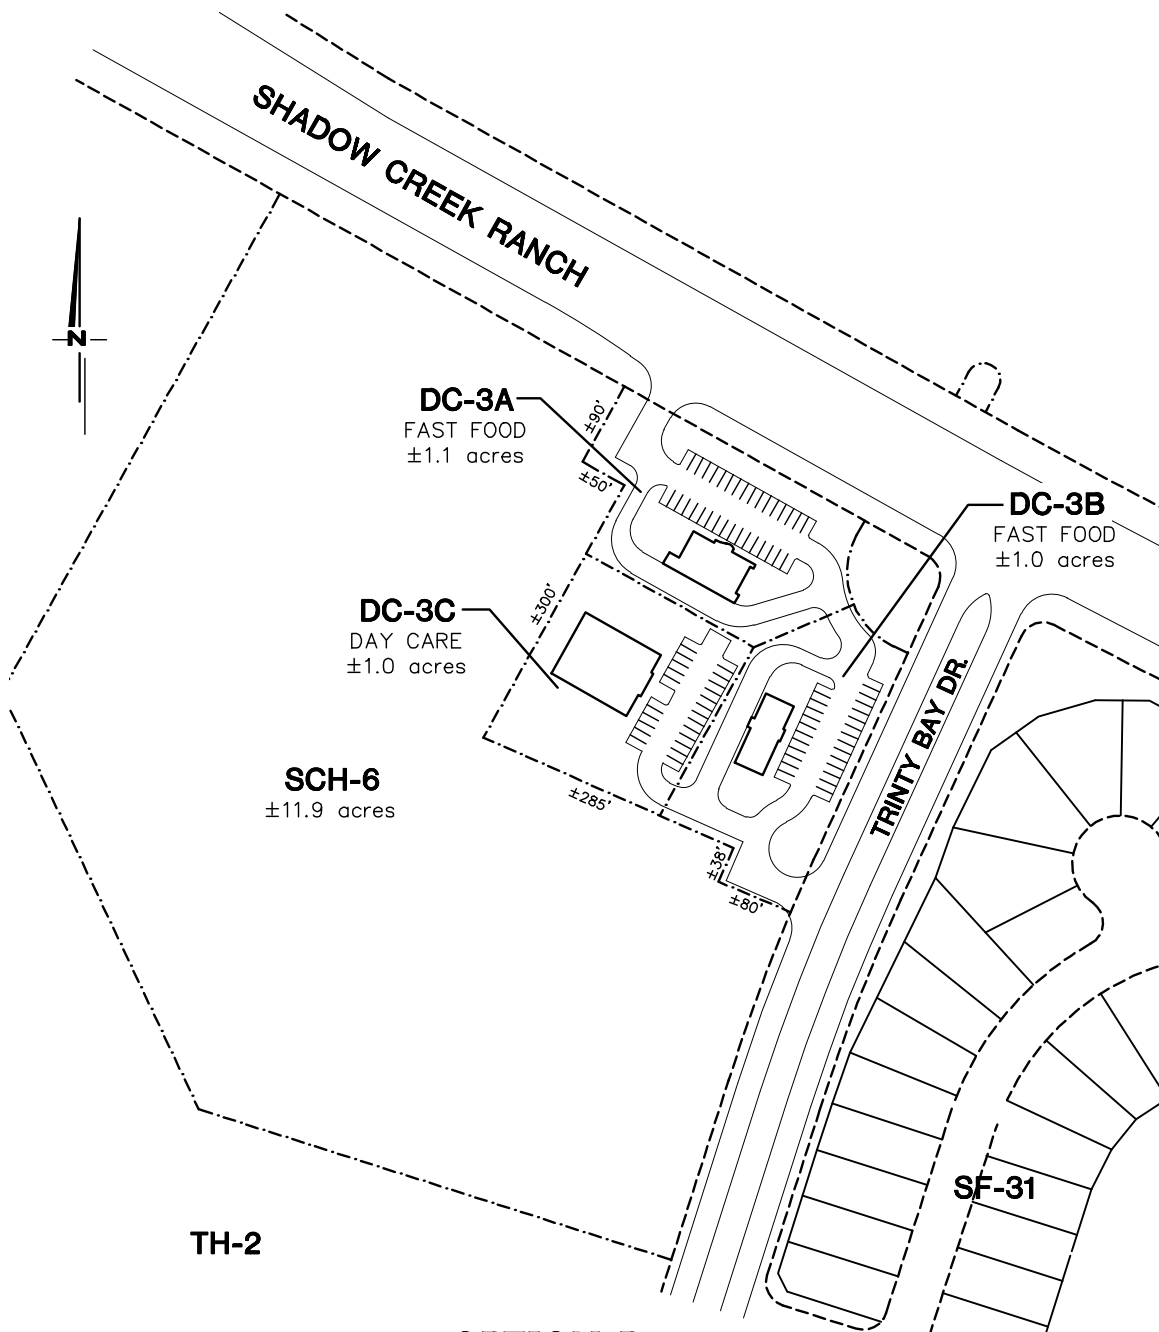 SHADOW CREEK RANCH
N
DC-3A
FAST FOOD
±1.1 acres
±90'
±50'
DC-3B
FAST FOOD
±1.0 acres
±300'
DC-3C
DAY CARE
±1.0 acres
TRINTY BAY DR.
SCH-6
±11.9 acres
±285'
±38'
±80'
SF-31
TH-2